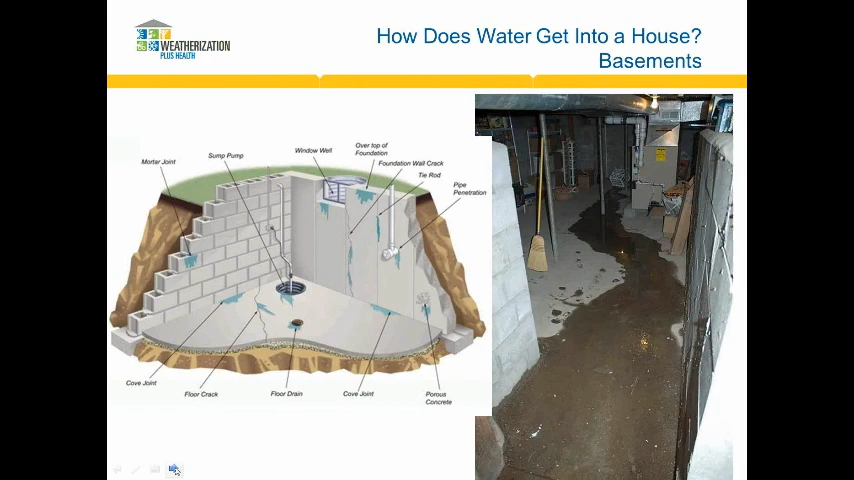 WEATHERIZATION
PLUS HEALTH
How Does Water Get Into a House?
Basements
Mortar Joint
Sump Pump
Window Well
Over top of
Foundation
Foundation Wall Crack
Tie Rod
Pipe
Penetration
Cove Joint
Floor Crack
Floor Drain
Cove Joint
Porous
Concrete